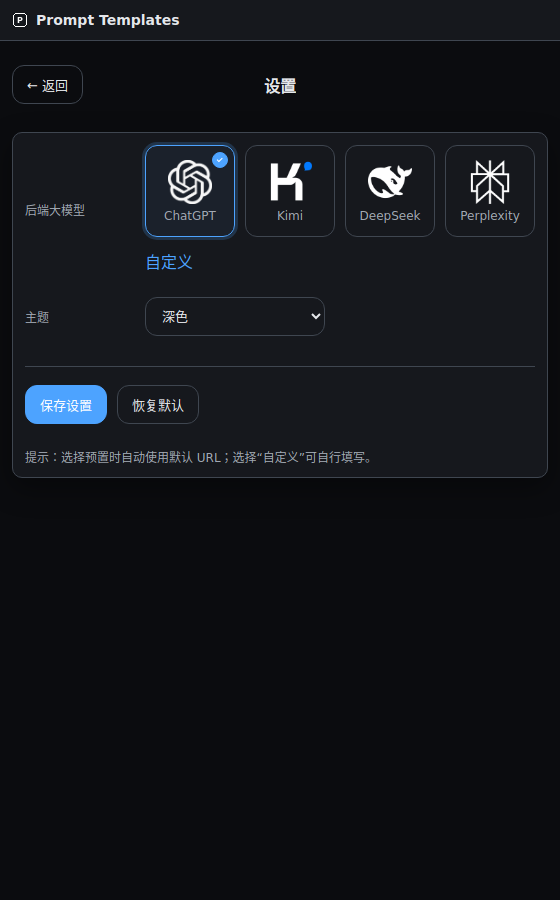 P Prompt Templates
← 返回
设置
后端大模型
ChatGPT
Kimi
DeepSeek
Perplexity
自定义
主题
深色
保存设置
恢复默认
提示：选择预置时自动使用默认 URL；选择“自定义”可自行填写。